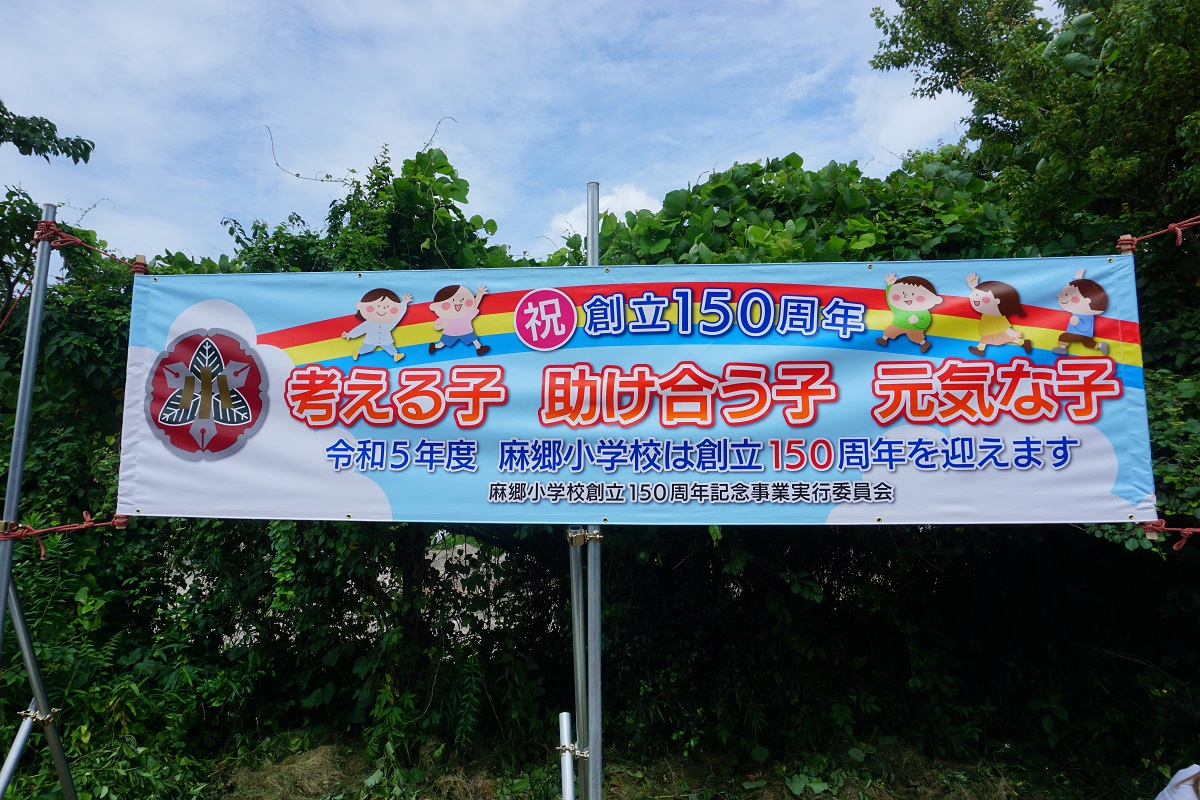 祝 創立150周年
考える子 助け合う子 元気な子
令和5年度 麻郷小学校は創立150周年を迎えます
麻郷小学校創立150周年記念事業実行委員会
小